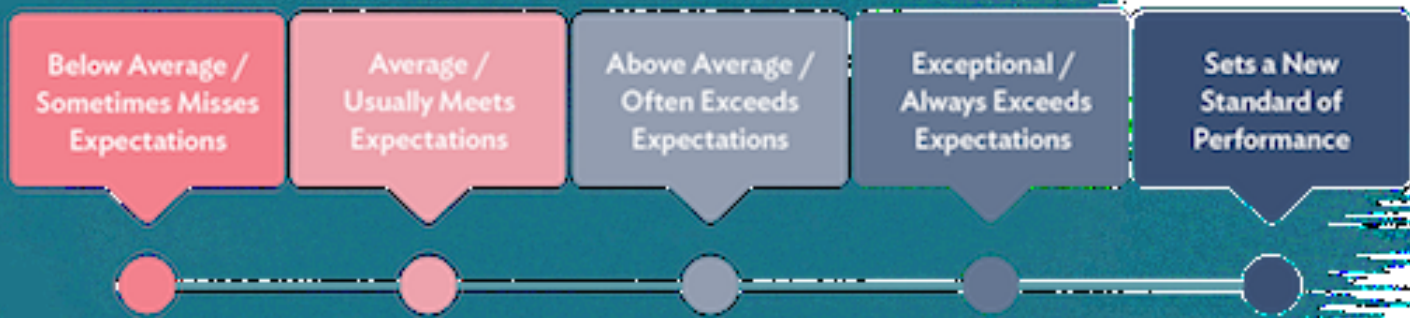 Below Average /
Sometimes Misses
Expectations
Average /
Usually Meets
Expectations
Above Average /
Often Exceeds
Expectations
Exceptional /
Always Exceeds
Expectations
Sets a New
Standard of
Performance